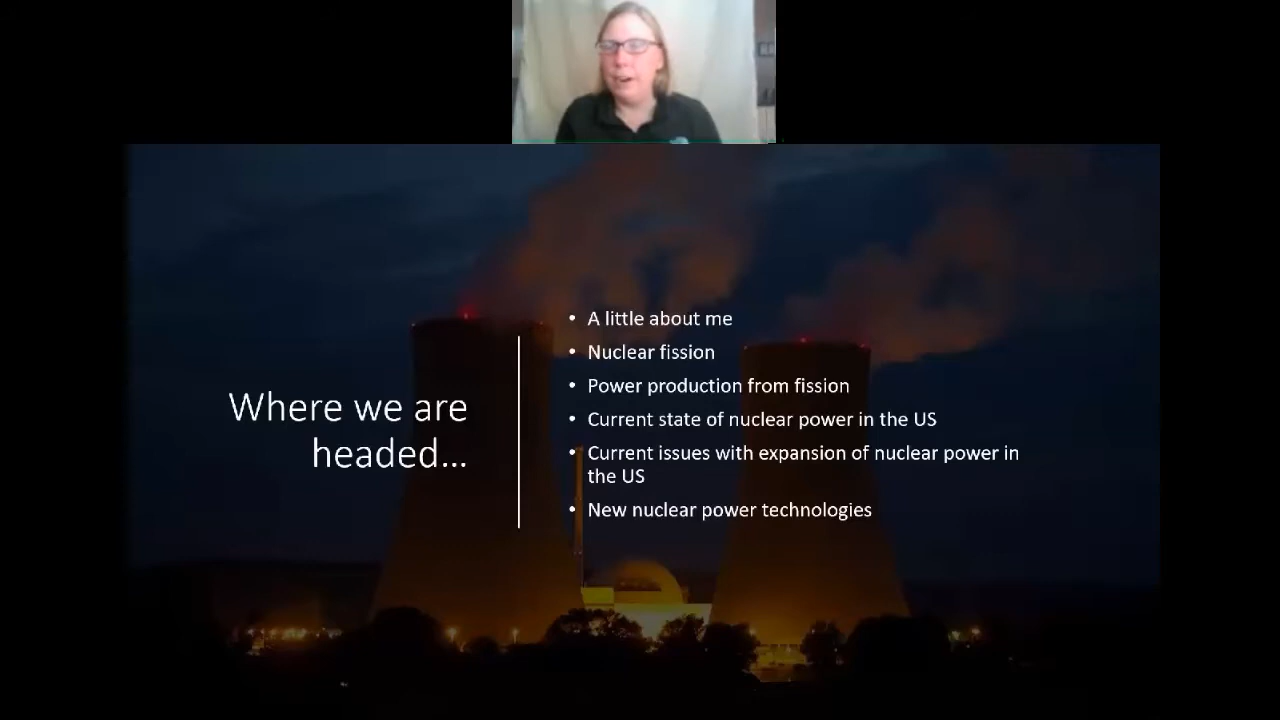 Where we are
headed...
• A little about me
• Nuclear fission
• Power production from fission
• Current state of nuclear power in the US
• Current issues with expansion of nuclear power in
the US
• New nuclear power technologies